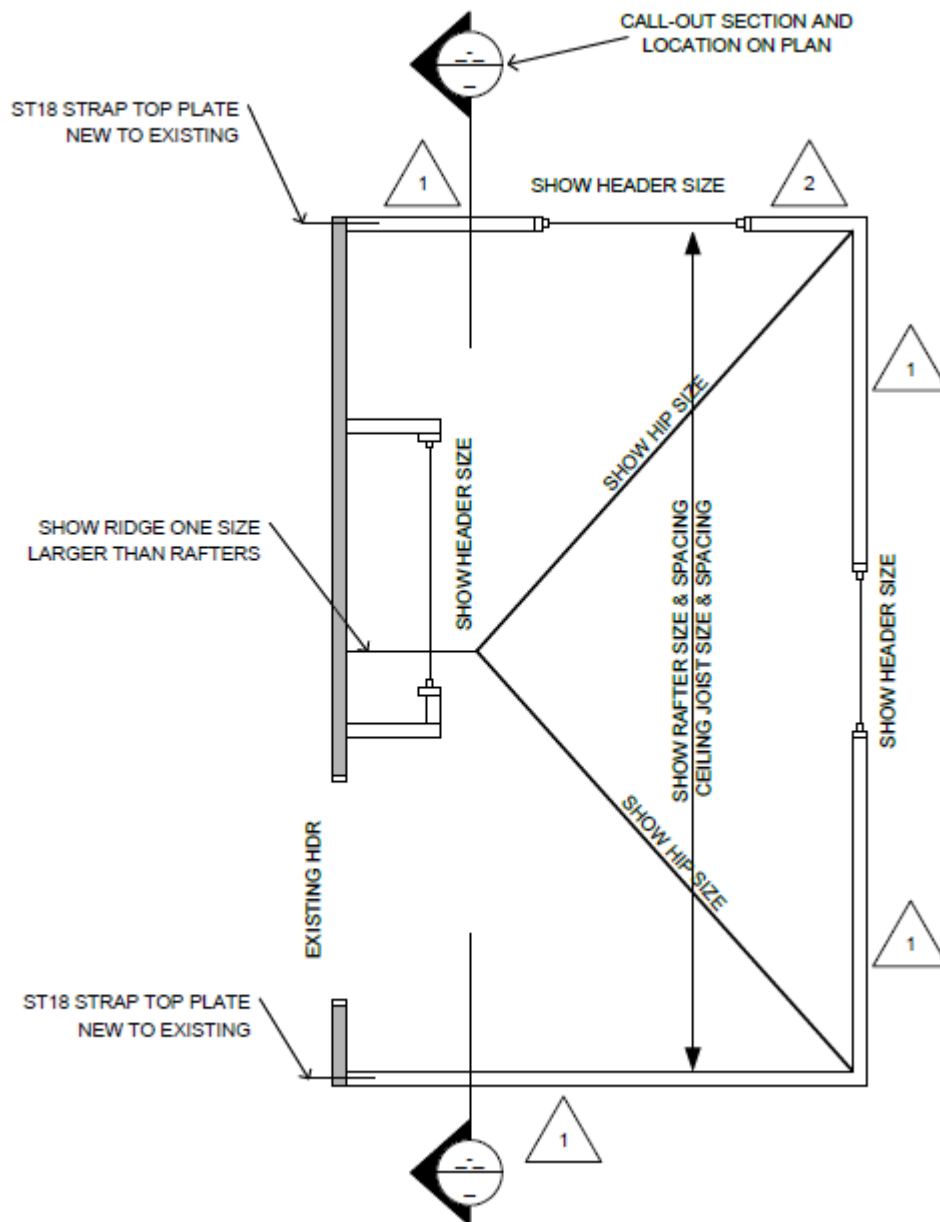 CALL-OUT SECTION AND
LOCATION ON PLAN
ST18 STRAP TOP PLATE
NEW TO EXISTING
1
SHOW HEADER SIZE
2
1
SHOW HIP SIZE
SHOW HEADER SIZE
SHOW RIDGE ONE SIZE
LARGER THAN RAFTERS
SHOW RAFTER SIZE & SPACING
CEILING JOIST SIZE & SPACING
SHOW HEADER SIZE
SHOW HIP SIZE
EXISTING HDR
1
ST18 STRAP TOP PLATE
NEW TO EXISTING
1